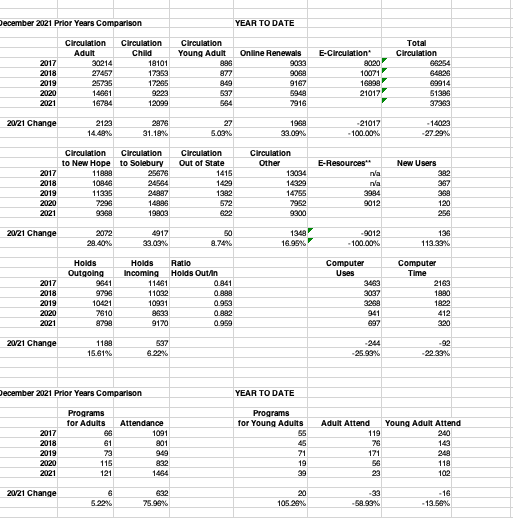 December 2021 Prior Years Comparison YEAR TO DATE
Circulation Circulation Circulation Total
Adult Child Young Adult Online Renewals E-Circulation* Circulation
2017 30214 18101 886 9033 8020 66254
2018 27457 17353 877 9068 10071 64826
2019 25735 17265 849 9167 16898 69914
2020 14661 9223 537 5948 21017 51386
2021 16784 12099 564 7916 37363
20/21 Change 2123 2876 27 1968 -21017 -14023
14.48% 31.18% 5.03% 33.09% -100.00% -27.29%
Circulation Circulation Circulation Circulation
to New Hope to Solebury Out of State Other E-Resources** New Users
2017 11888 25676 1415 13034 n/a 382
2018 10846 24564 1429 14329 n/a 367
2019 11335 24887 1382 14755 3984 368
2020 7296 14886 572 7952 9012 120
2021 9368 19803 622 9300 256
20/21 Change 2072 4917 50 1348 -9012 136
28.40% 33.03% 8.74% 16.95% -100.00% 113.33%
Holds Holds Ratio Computer Computer
Outgoing Incoming Holds Out/In Uses Time
2017 9641 11461 0.841 3463 2163
2018 9796 11032 0.888 3037 1880
2019 10421 10931 0.953 3268 1822
2020 7610 8633 0.882 941 412
2021 8798 9170 0.959 697 320
20/21 Change 1188 537 -244 -92
15.61% 6.22% -25.93% -22.33%
December 2021 Prior Years Comparison YEAR TO DATE
Programs Programs
for Adults Attendance for Young Adults Adult Attend Young Adult Attend
2017 66 1091 55 119 240
2018 61 801 45 76 143
2019 73 949 71 171 248
2020 115 832 19 56 118
2021 121 1464 39 23 102
20/21 Change 6 632 20 -33 -16
5.22% 75.96% 105.26% -58.93% -13.56%